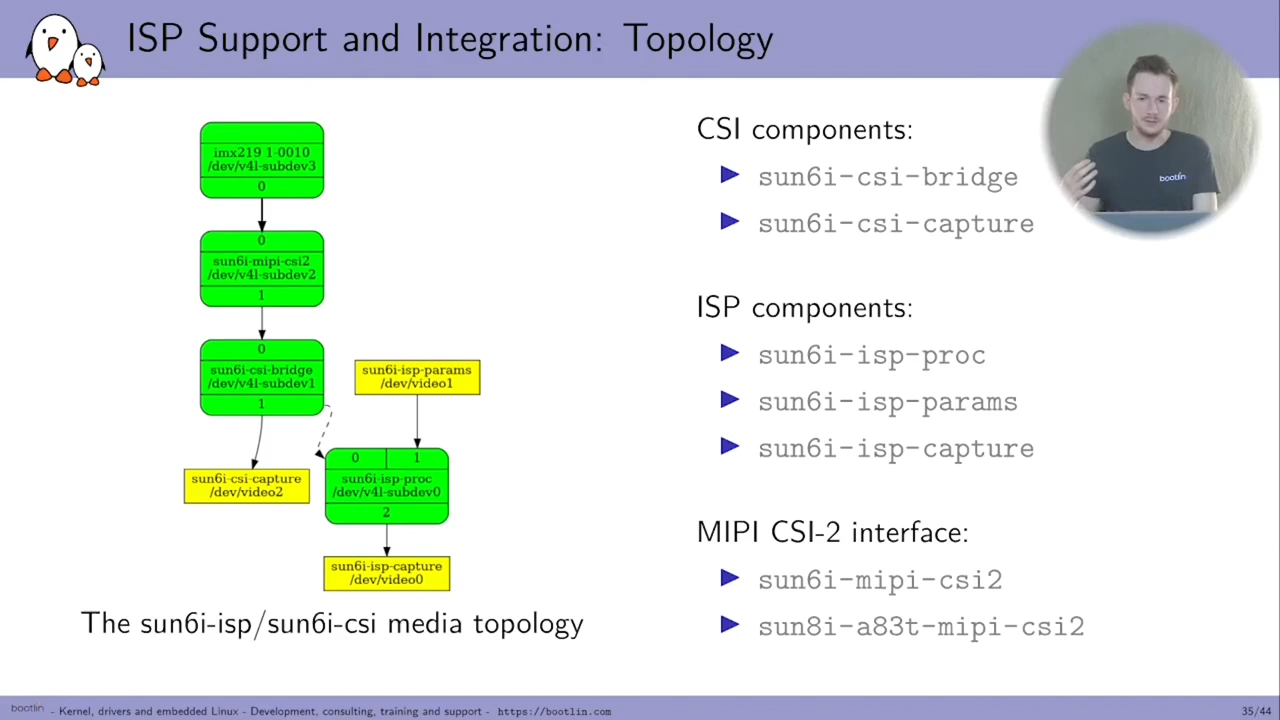 ISP Support and Integration: Topology
imx219 1-0010
/dev/v4l-subdev3
0
0
sun6i-mipi-csi2
/dev/v4l-subdev2
1
0
sun6i-csi-bridge
/dev/v4l-subdev1
1
sun6i-isp-params
/dev/video1
sun6i-csi-capture
/dev/video2
0 1
sun6i-isp-proc
/dev/v4l-subdev0
2
sun6i-isp-capture
/dev/video0
The sun6i-isp/sun6i-csi media topology
CSI components:
sun6i-csi-bridge
sun6i-csi-capture
ISP components:
sun6i-isp-proc
sun6i-isp-params
sun6i-isp-capture
MIPI CSI-2 interface:
sun6i-mipi-csi2
sun8i-a83t-mipi-csi2
bootlin
bootlin - Kernel, drivers and embedded Linux - Development, consulting, training and support - https://bootlin.com
35/44